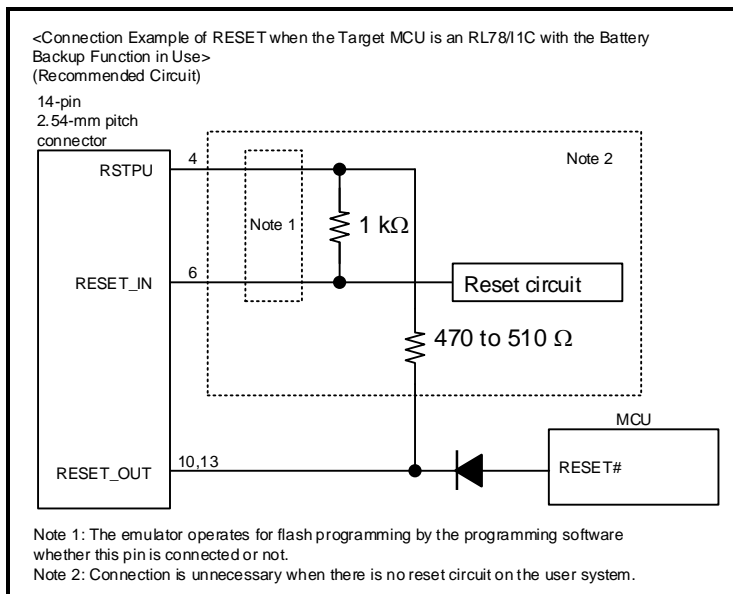 <Connection Example of RESET when the Target MCU is an RL78/I1C with the Battery
Backup Function in Use>
(Recommended Circuit)
14-pin
2.54-mm pitch
connector
4
RSTPU
Note 2
Note 1
1 kΩ
6
RESET_IN
Reset circuit
470 to 510 Ω
MCU
10,13
RESET_OUT
RESET#
Note 1: The emulator operates for flash programming by the programming software
whether this pin is connected or not.
Note 2: Connection is unnecessary when there is no reset circuit on the user system.